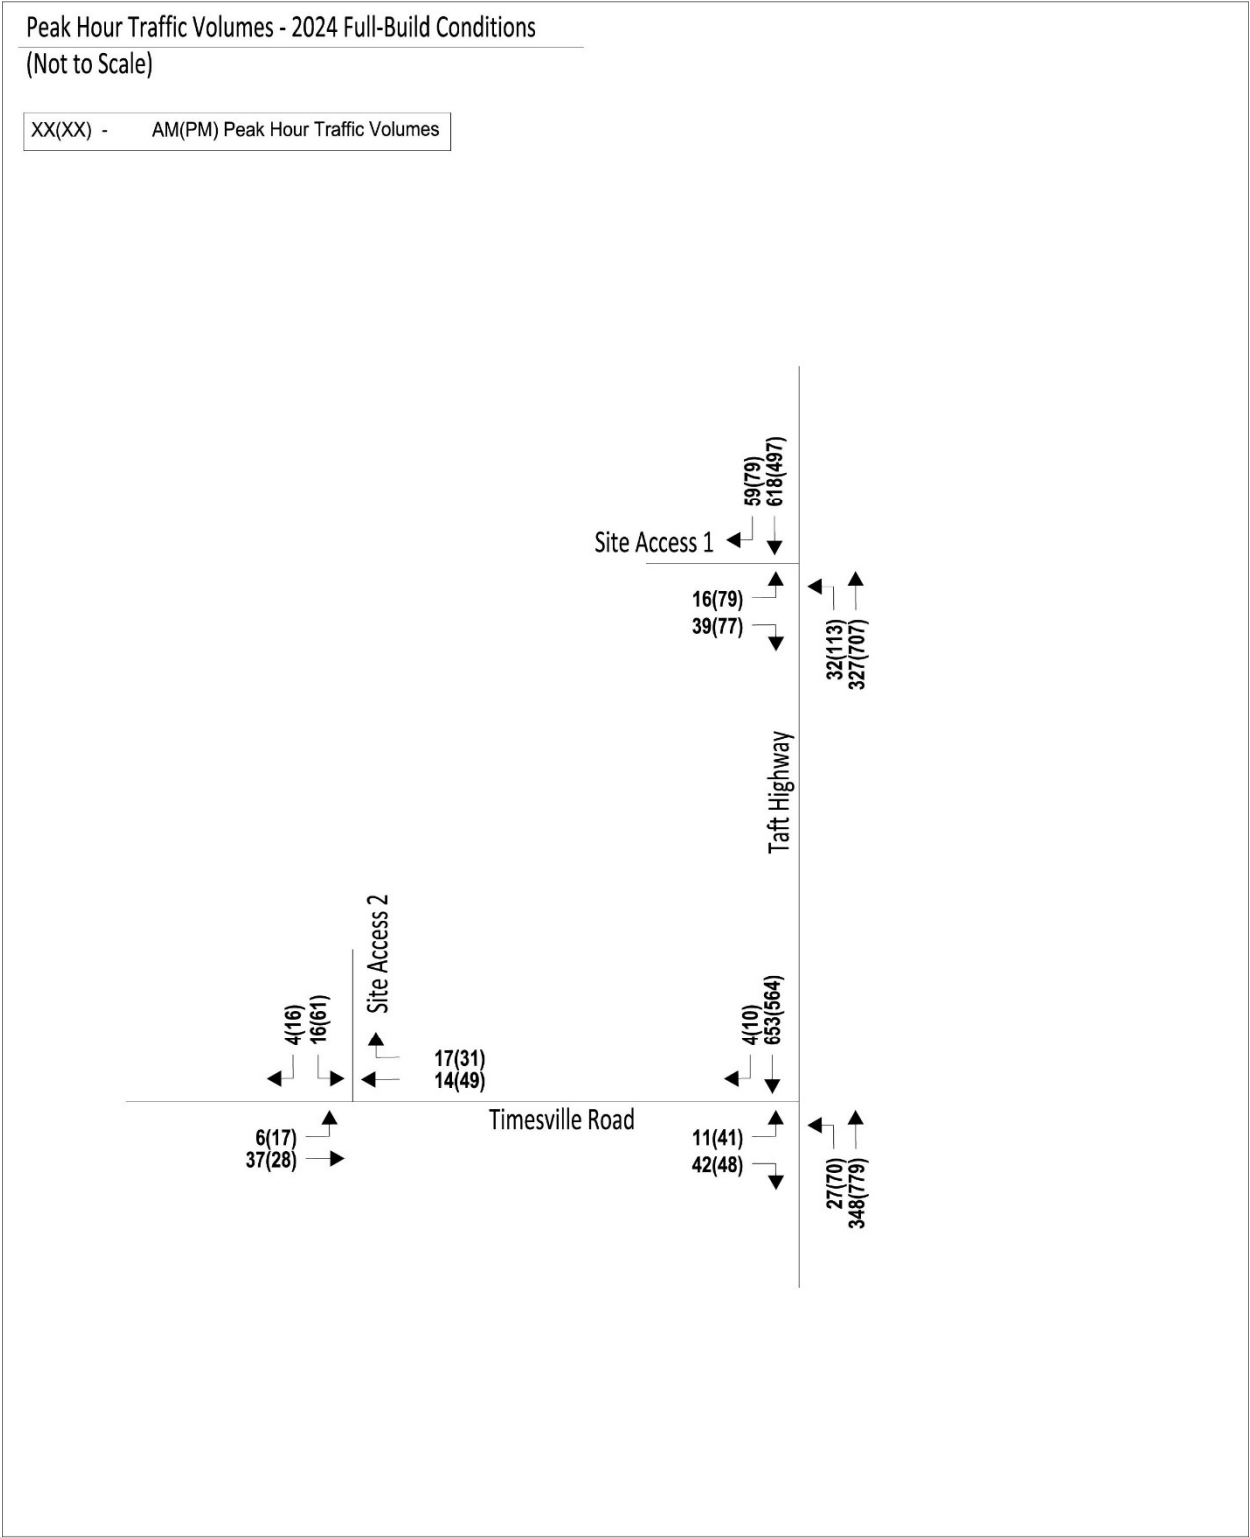 Peak Hour Traffic Volumes - 2024 Full-Build Conditions
(Not to Scale)
XX(XX) - AM(PM) Peak Hour Traffic Volumes
59(79)
618(497)
Site Access 1
16(79)
39(77)
32(113)
327(707)
Taft Highway
Site Access 2
4(16)
16(61)
17(31)
14(49)
4(10)
653(564)
Timesville Road
6(17)
37(28)
11(41)
42(48)
27(70)
348(779)